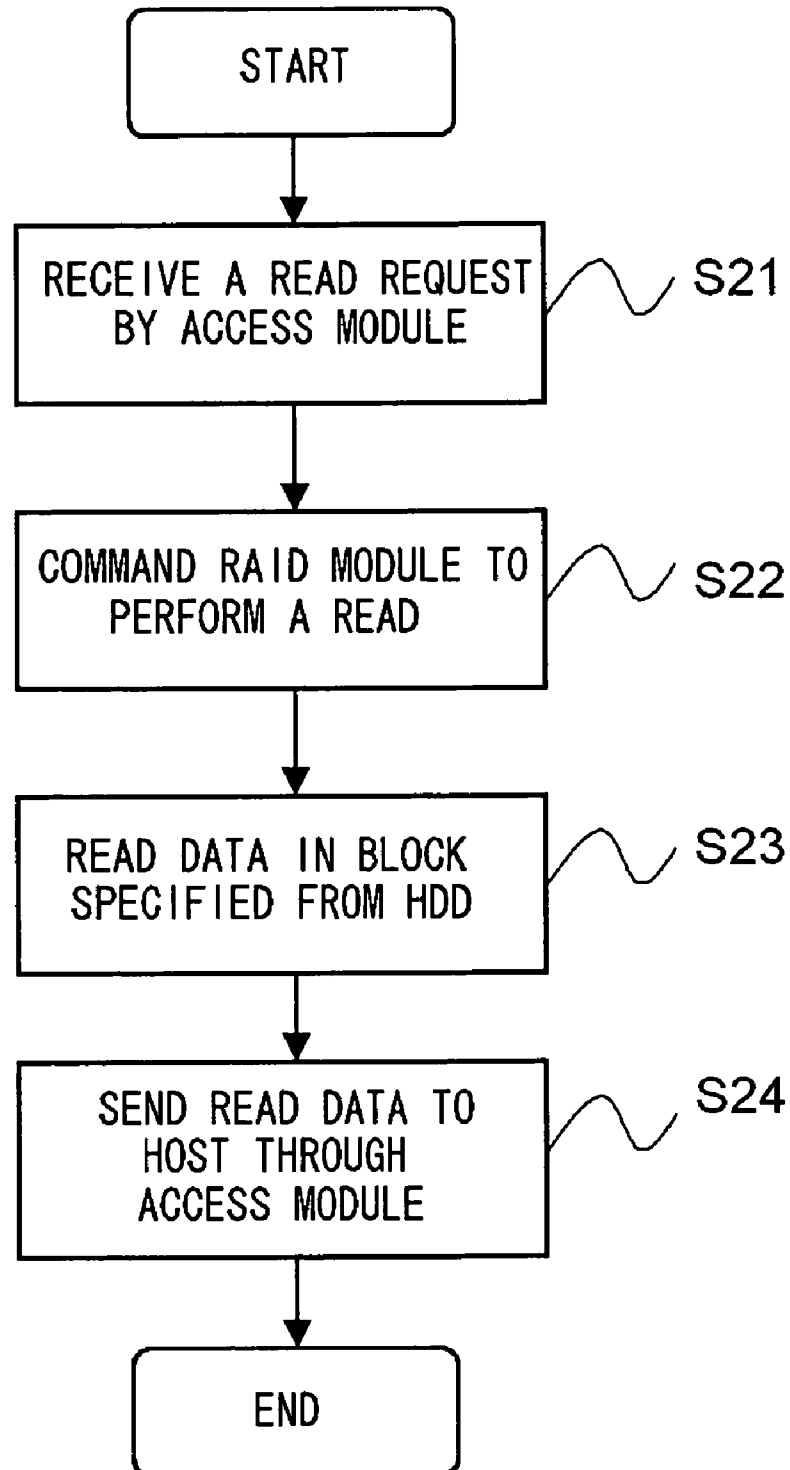 START
RECEIVE A READ REQUEST
BY ACCESS MODULE
S21
COMMAND RAID MODULE TO
PERFORM A READ
S22
READ DATA IN BLOCK
SPECIFIED FROM HDD
S23
SEND READ DATA TO
HOST THROUGH
ACCESS MODULE
S24
END